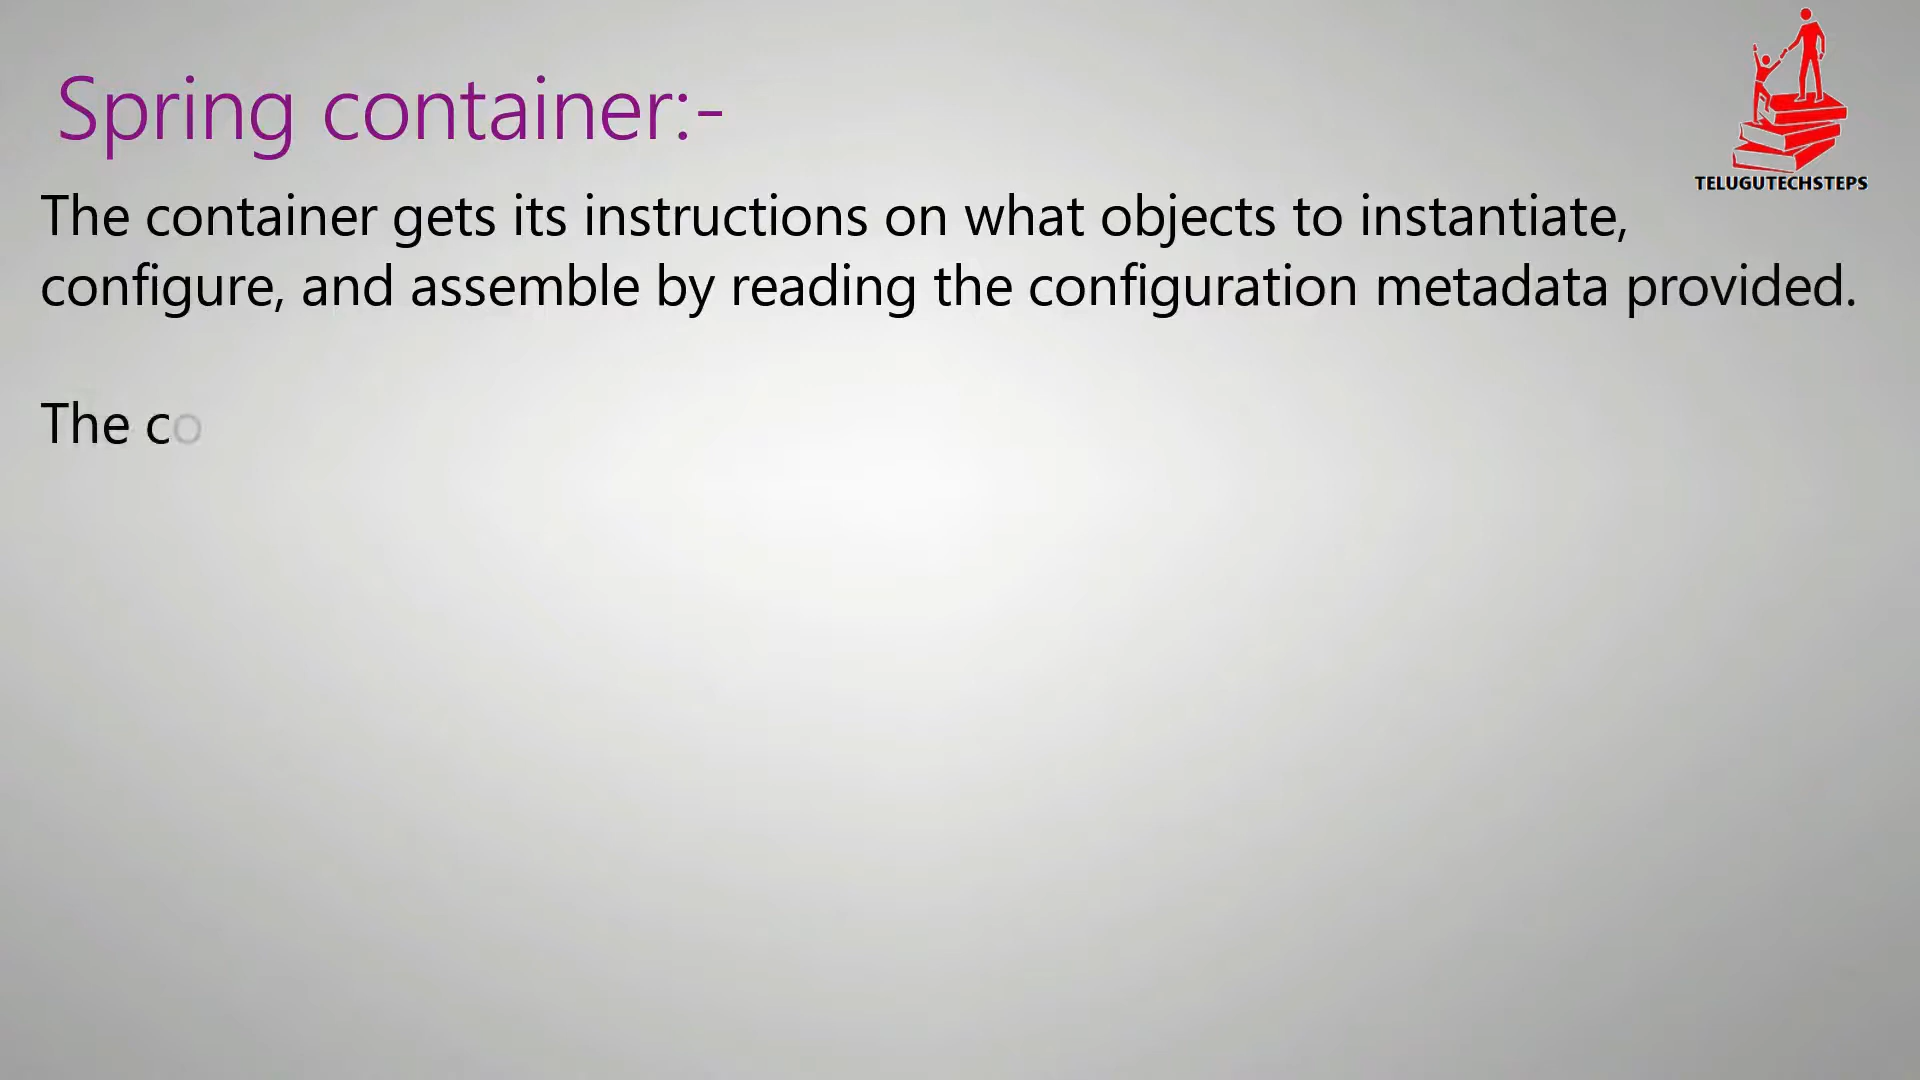 Spring container:-
TELUGUTECHSTEPS
The container gets its instructions on what objects to instantiate,
configure, and assemble by reading the configuration metadata provided.
The co